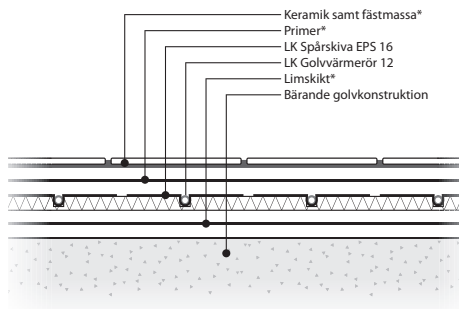 Keramik samt fästmassa*
Primer*
LK Spårskiva EPS 16
LK Golvvärmerör 12
Limskikt*
Bärande golvkonstruktion